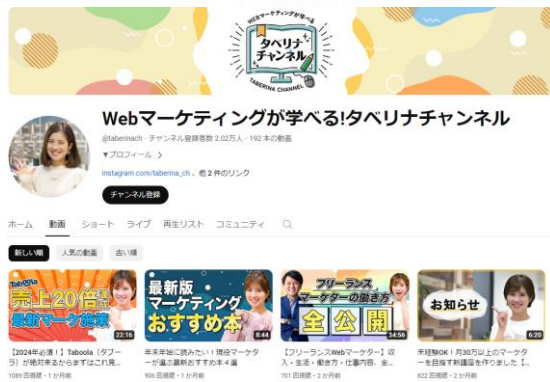 WEBマーケティングが学べる
タベリナ
チャンネル
TABERINA CHANNEL
Webマーケティングが学べる!タベリナチャンネル
@taberinach · チャンネル登録者数 2.02万人 · 192 本の動画
▼プロフィール >
instagram.com/taberina_ch 、他 2 件のリンク
チャンネル登録
ホーム 動画 ショート ライブ 再生リスト コミュニティ
新しい順 人気の動画 古い順
Taboola
売上20倍
最新マーケ施策
22:16
最新版
マーケティング
おすすめ本
8:44
フリーランス
マーケターの働き方
全公開
34:56
お知らせ
6:20
【2024年必須！】Taboola（タブー
ラ）が絶対来るからまずはこれ見...
1089 回視聴・1 か月前
年末年始に読みたい！現役マーケタ
ーが選ぶ最新おすすめ本４選
906 回視聴・1 か月前
【フリーランスWebマーケター】収
入・生活・働き方・仕事内容、全...
701 回視聴・2 か月前
未経験OK！月30万以上のマーケタ
ーを目指す新講座を作りました【...
622 回視聴・2 か月前